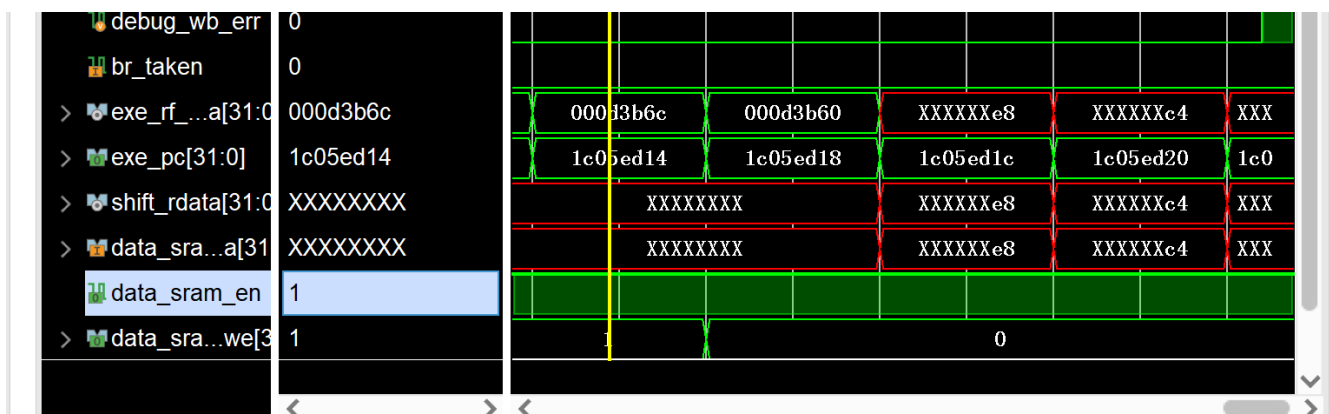 debug_wb_err 0
br_taken 0
exe_rf_...a[31:0 000d3b6c 000d3b6c 000d3b60 XXXXXXe8 XXXXXXc4 XXX
exe_pc[31:0] 1c05ed14 1c05ed14 1c05ed18 1c05ed1c 1c05ed20 1c0
shift_rdata[31:0 XXXXXXXX XXXXXXXX XXXXXXe8 XXXXXXc4 XXX
data_sra...a[31 XXXXXXXX XXXXXXXX XXXXXXe8 XXXXXXc4 XXX
data_sram_en 1
data_sra...we[3 1 1 0